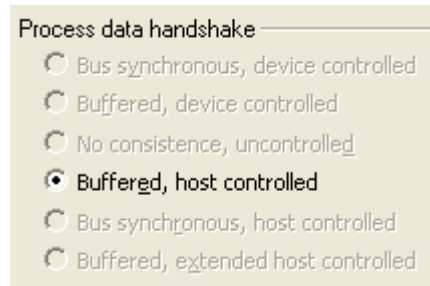 Process data handshake
Bus synchronous, device controlled
Buffered, device controlled
No consistence, uncontrolled
Buffered, host controlled
Bus synchronous, host controlled
Buffered, extended host controlled